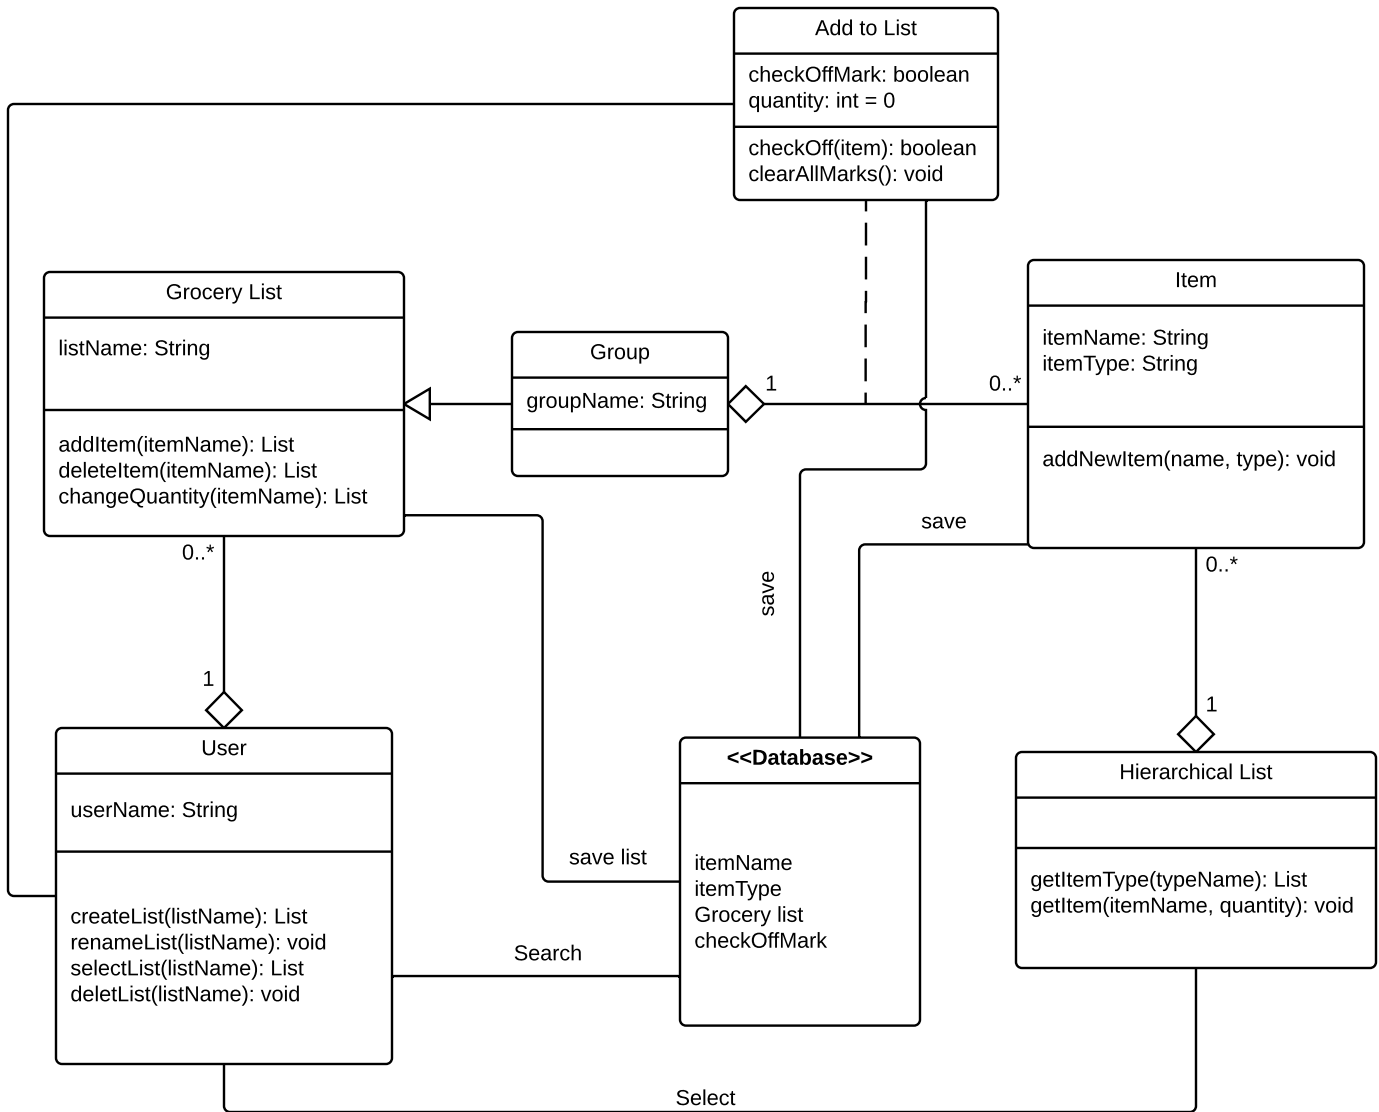 Add to List
checkOffMark: boolean
quantity: int = 0
checkOff(item): boolean
clearAllMarks(): void
Grocery List
listName: String
addItem(itemName): List
deleteItem(itemName): List
changeQuantity(itemName): List
Group
groupName: String
1
0..*
Item
itemName: String
itemType: String
addNewItem(name, type): void
save
save
0..*
1
0..*
1
User
userName: String
createList(listName): List
renameList(listName): void
selectList(listName): List
deletList(listName): void
save list
Search
<<Database>>
itemName
itemType
Grocery list
checkOffMark
Hierarchical List
getItemType(typeName): List
getItem(itemName, quantity): void
Select